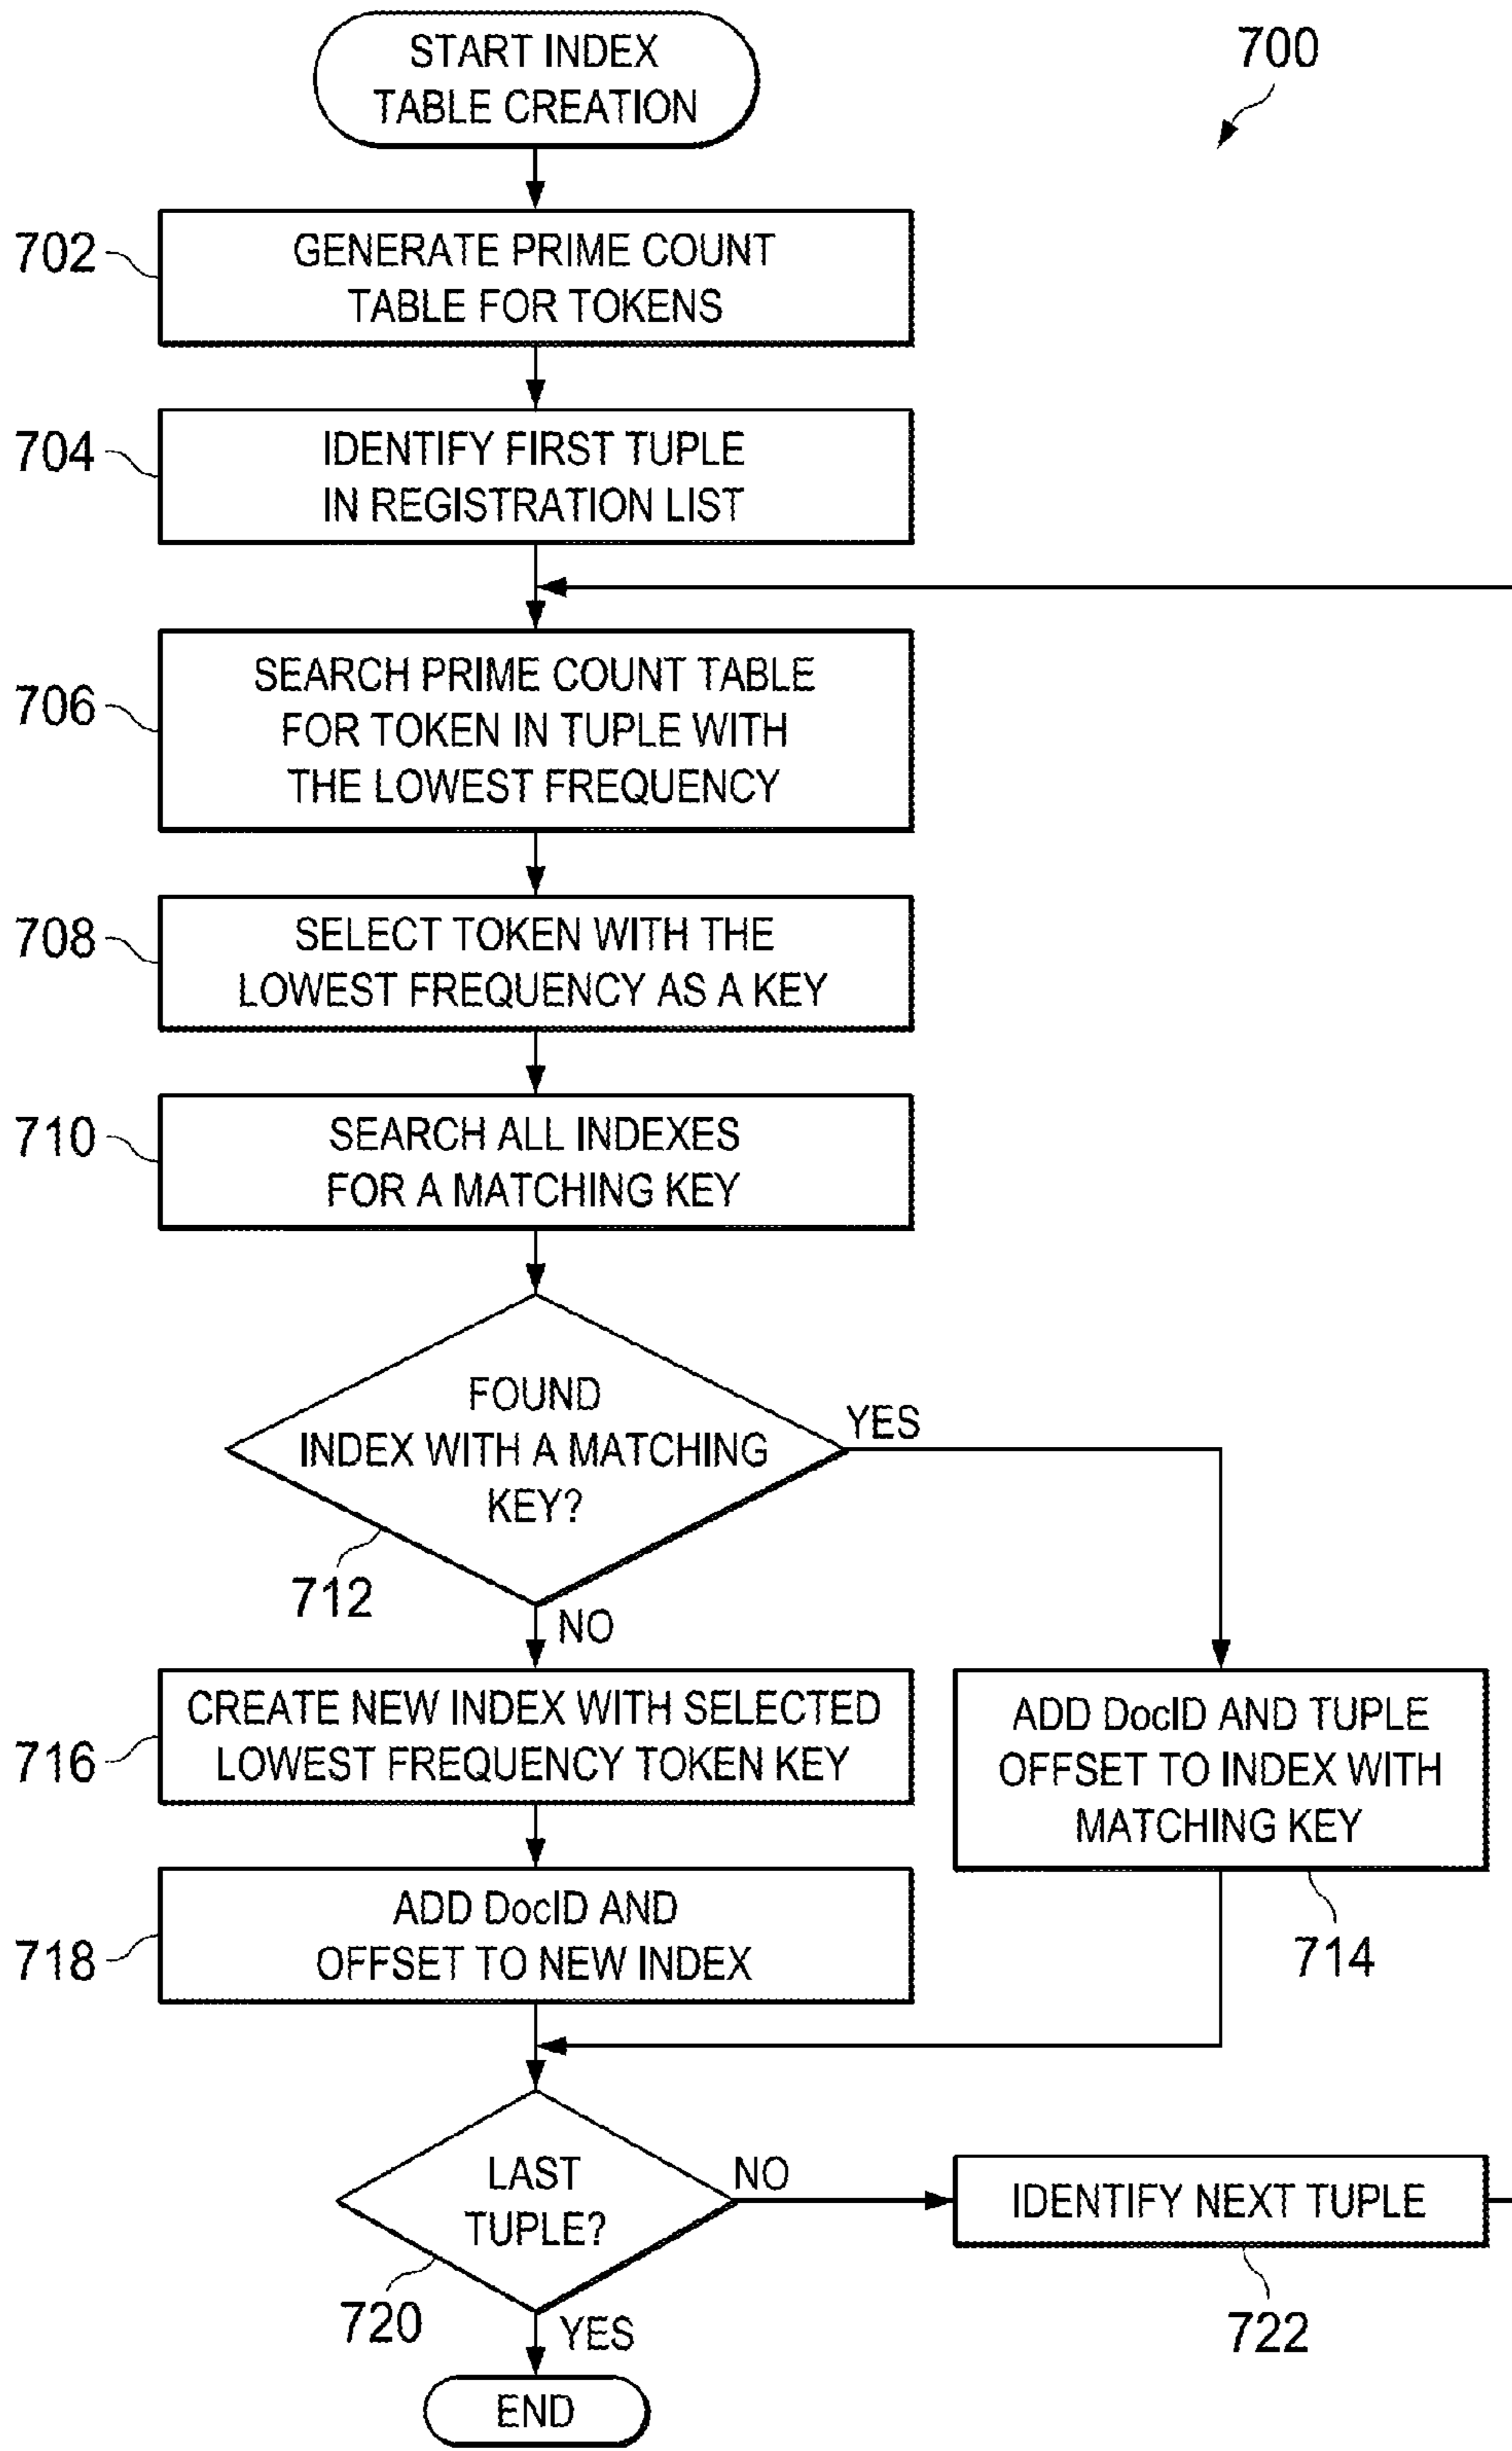 START INDEX
TABLE CREATION
700
702
GENERATE PRIME COUNT
TABLE FOR TOKENS
704
IDENTIFY FIRST TUPLE
IN REGISTRATION LIST
706
SEARCH PRIME COUNT TABLE
FOR TOKEN IN TUPLE WITH
THE LOWEST FREQUENCY
708
SELECT TOKEN WITH THE
LOWEST FREQUENCY AS A KEY
710
SEARCH ALL INDEXES
FOR A MATCHING KEY
FOUND
INDEX WITH A MATCHING
KEY?
YES
712
NO
716
CREATE NEW INDEX WITH SELECTED
LOWEST FREQUENCY TOKEN KEY
ADD DocID AND TUPLE
OFFSET TO INDEX WITH
MATCHING KEY
714
718
ADD DocID AND
OFFSET TO NEW INDEX
LAST
TUPLE?
NO
720
YES
IDENTIFY NEXT TUPLE
722
END